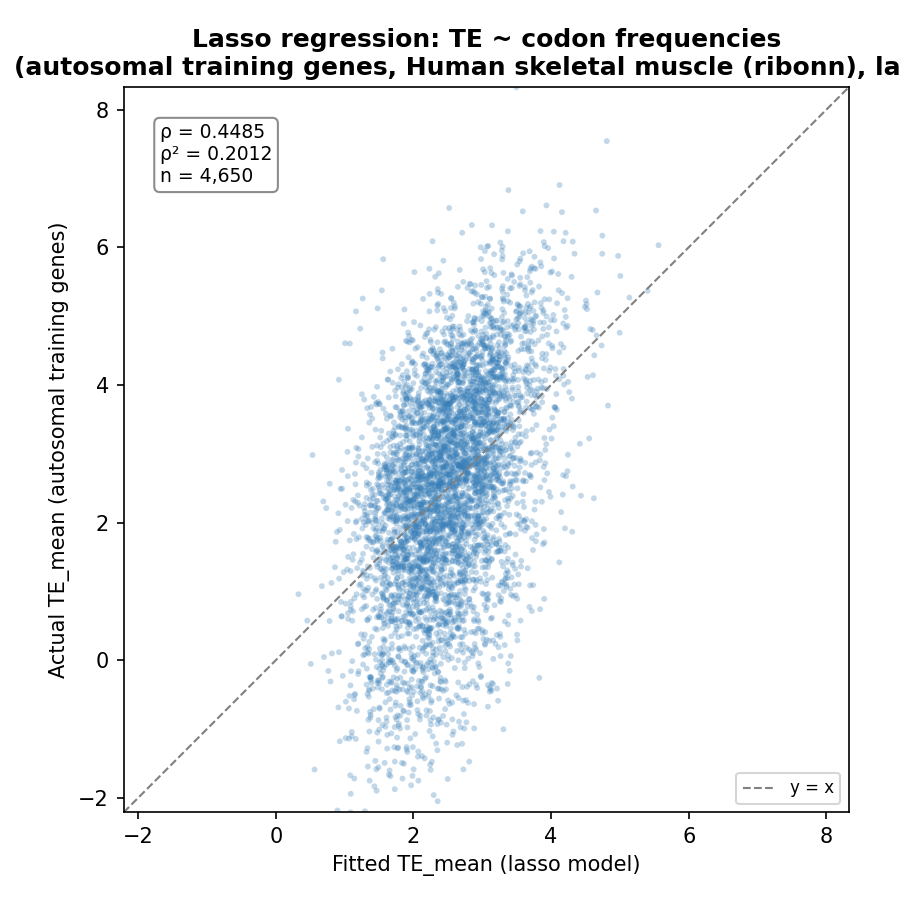 Lasso regression: TE ~ codon frequencies
(autosomal training genes, Human skeletal muscle (ribonn), la
ρ = 0.4485
ρ² = 0.2012
n = 4,650
Actual TE_mean (autosomal training genes)
8
6
4
2
0
−2
−2 0 2 4 6 8
y = x
Fitted TE_mean (lasso model)